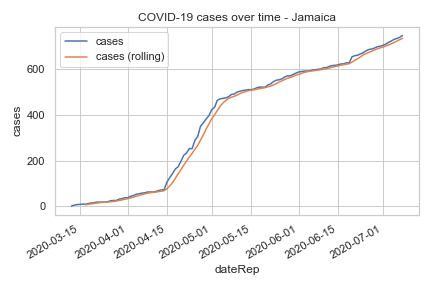 COVID-19 cases over time - Jamaica
cases
cases (rolling)
600
400
200
0
cases
2020-03-15
2020-04-01
2020-04-15
2020-05-01
2020-05-15
2020-06-01
2020-06-15
2020-07-01
dateRep